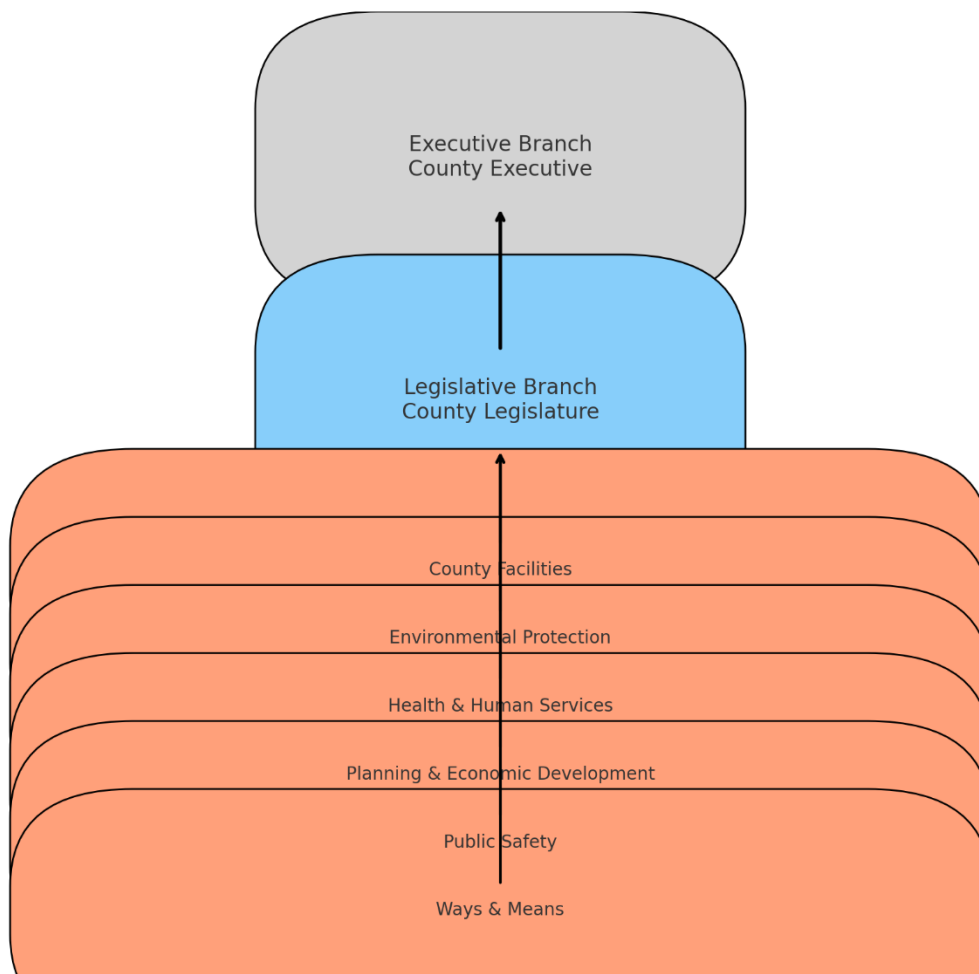 Executive Branch
County Executive
Legislative Branch
County Legislature
County Facilities
Environmental Protection
Health & Human Services
Planning & Economic Development
Public Safety
Ways & Means